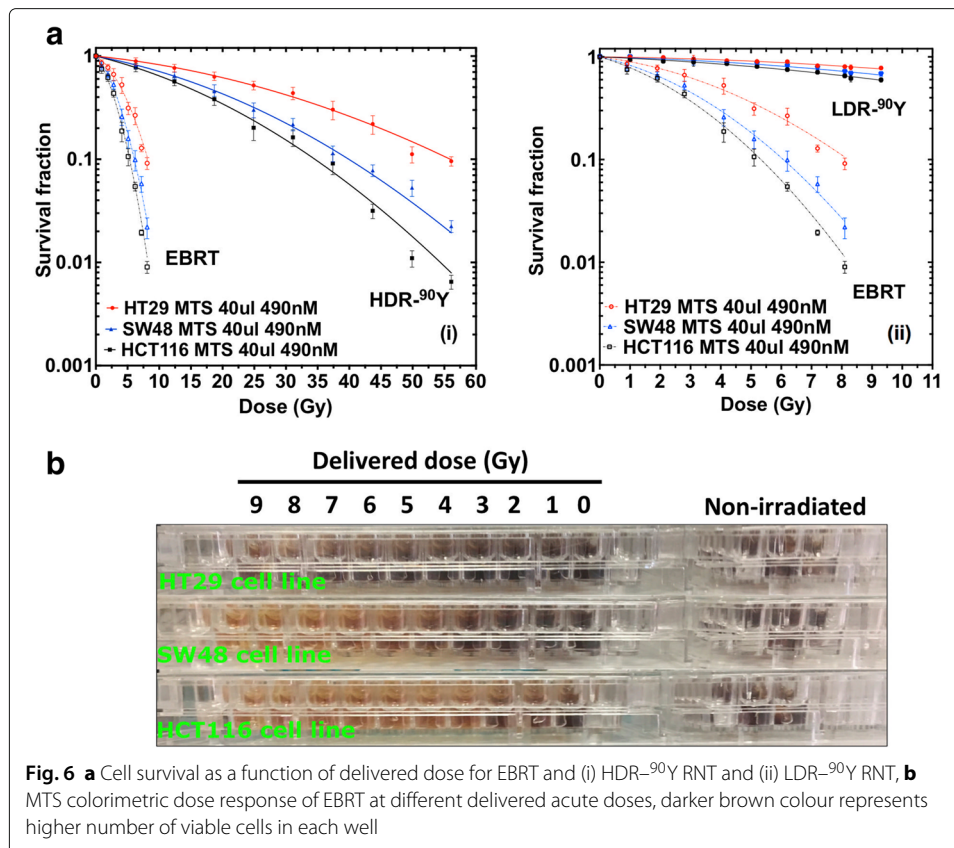 a
1
0.1
0.01
0.001
Survival fraction
EBRT
HDR-⁹⁰Y
HT29 MTS 40ul 490nM
SW48 MTS 40ul 490nM
HCT116 MTS 40ul 490nM
(i)
0 5 10 15 20 25 30 35 40 45 50 55 60
Dose (Gy)
1
0.1
0.01
0.001
Survival fraction
LDR-⁹⁰Y
EBRT
HT29 MTS 40ul 490nM
SW48 MTS 40ul 490nM
HCT116 MTS 40ul 490nM
(ii)
0 1 2 3 4 5 6 7 8 9 10 11
Dose (Gy)
b
Delivered dose (Gy)
9 8 7 6 5 4 3 2 1 0
Non-irradiated
HT29 cell line
SW48 cell line
HCT116 cell line
Fig. 6 a Cell survival as a function of delivered dose for EBRT and (i) HDR–⁹⁰Y RNT and (ii) LDR–⁹⁰Y RNT, b
MTS colorimetric dose response of EBRT at different delivered acute doses, darker brown colour represents
higher number of viable cells in each well